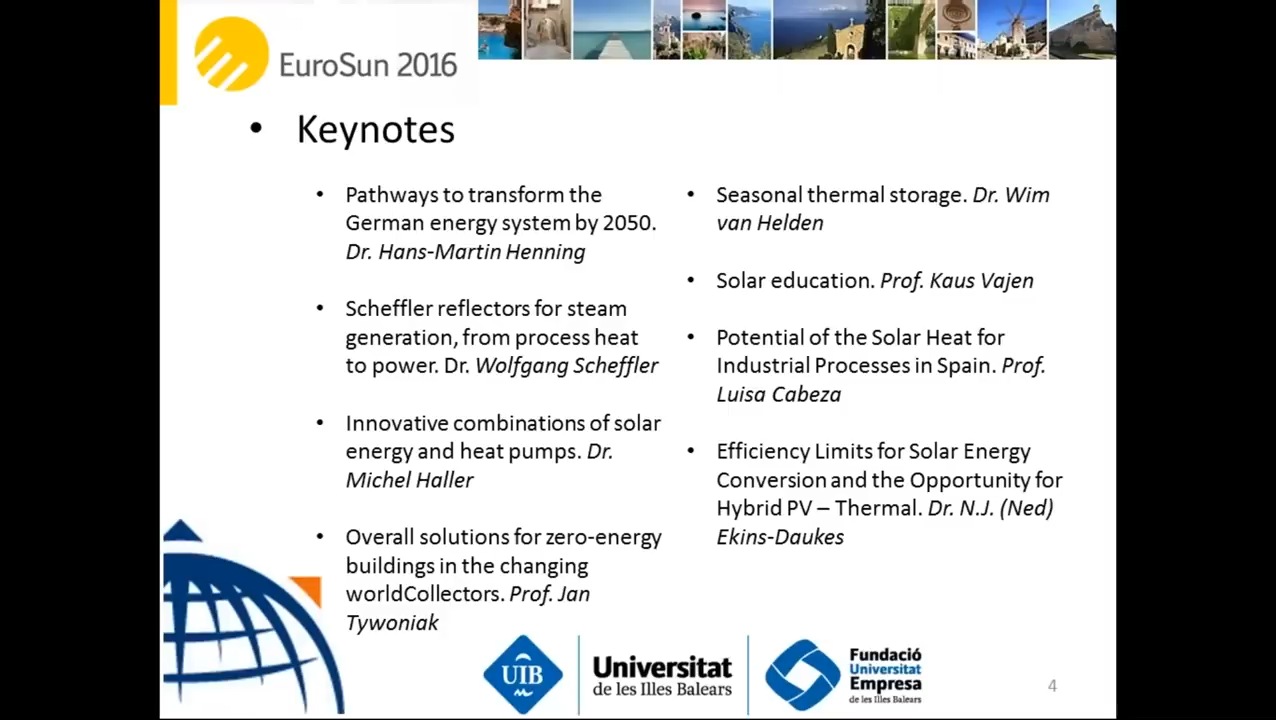 EuroSun 2016
• Keynotes
• Pathways to transform the
German energy system by 2050.
Dr. Hans-Martin Henning
• Scheffler reflectors for steam
generation, from process heat
to power. Dr. Wolfgang Scheffler
• Innovative combinations of solar
energy and heat pumps. Dr.
Michel Haller
• Overall solutions for zero-energy
buildings in the changing
worldCollectors. Prof. Jan
Tywoniak
• Seasonal thermal storage. Dr. Wim
van Helden
• Solar education. Prof. Kaus Vajen
• Potential of the Solar Heat for
Industrial Processes in Spain. Prof.
Luisa Cabeza
• Efficiency Limits for Solar Energy
Conversion and the Opportunity for
Hybrid PV – Thermal. Dr. N.J. (Ned)
Ekins-Daukes
UIB
Universitat
de les Illes Balears
Fundació
Universitat
Empresa
de les Illes Balears
4